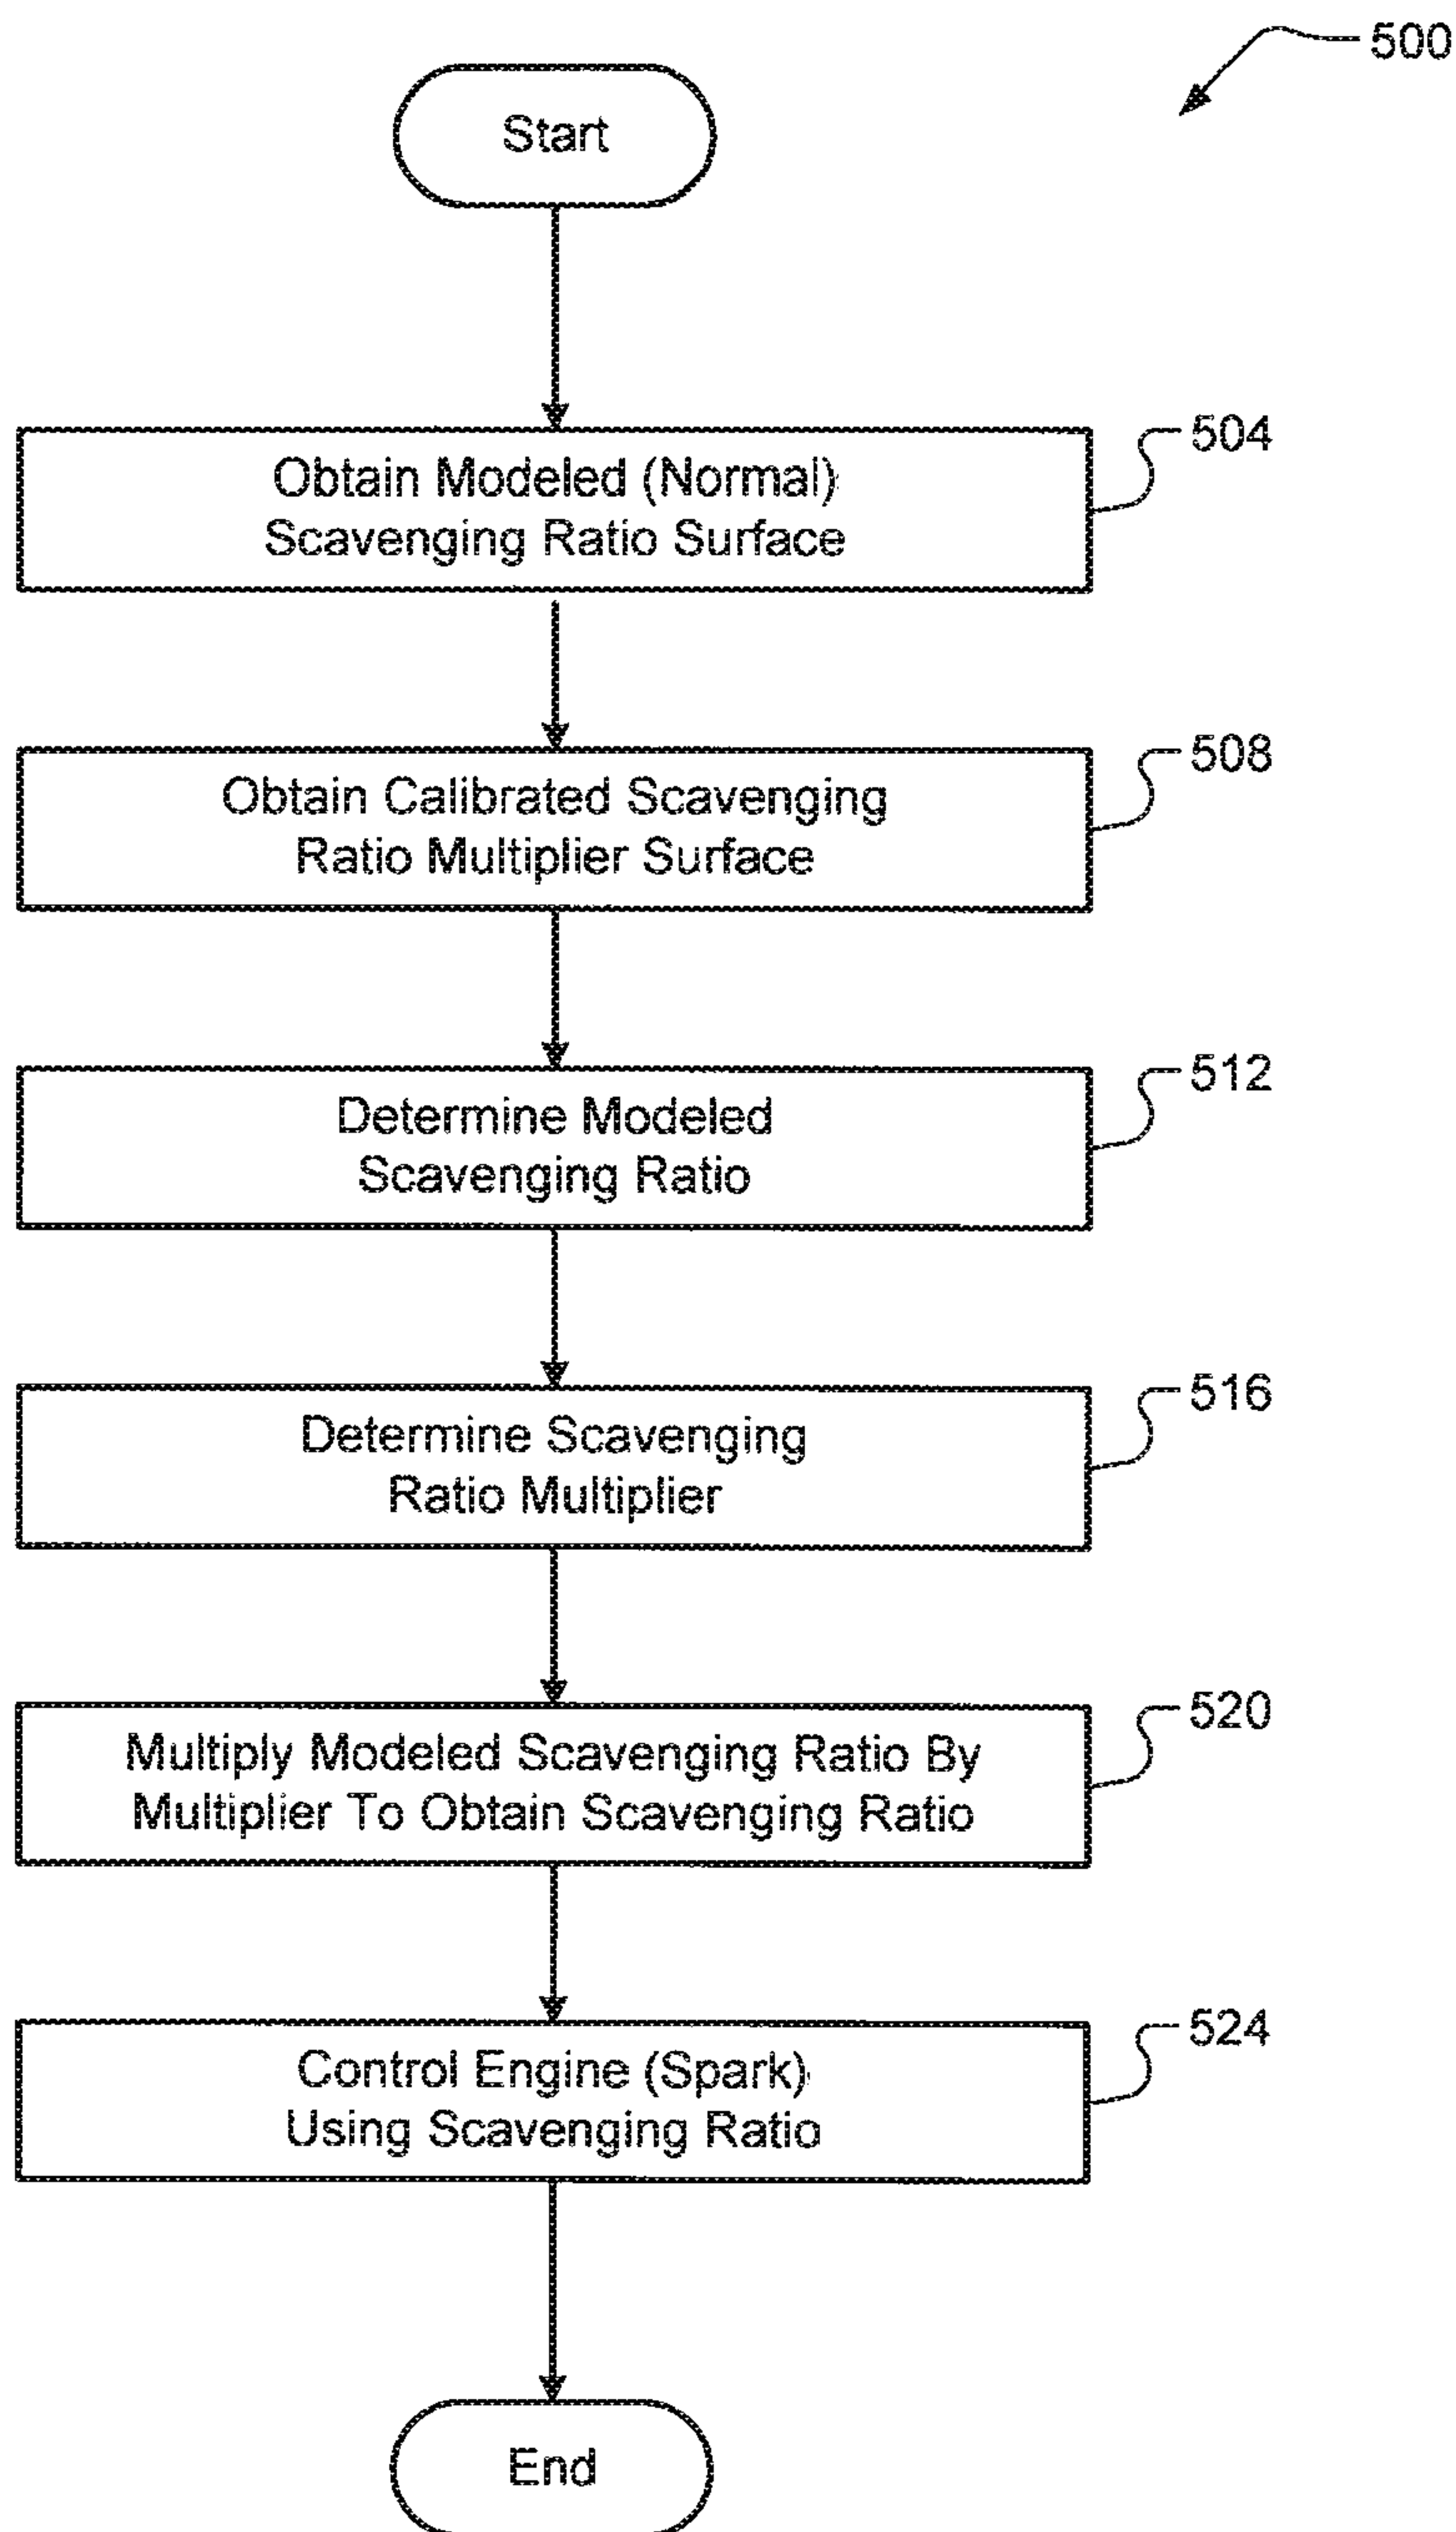 500
Start
Obtain Modeled (Normal)
Scavenging Ratio Surface
504
Obtain Calibrated Scavenging
Ratio Multiplier Surface
508
Determine Modeled
Scavenging Ratio
512
Determine Scavenging
Ratio Multiplier
516
Multiply Modeled Scavenging Ratio By
Multiplier To Obtain Scavenging Ratio
520
Control Engine (Spark)
Using Scavenging Ratio
524
End